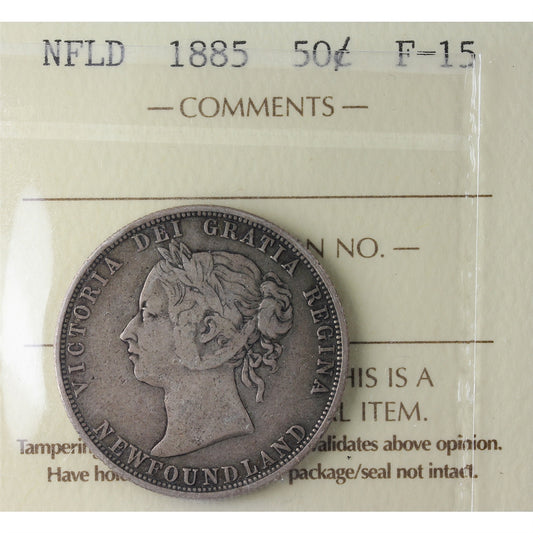 NFLD 1885 50¢ F-15
— COMMENTS —
N NO. —
VICTORIA DEI GRATIA REGINA
NEWFOUNDLAND
HIS IS A
L ITEM.
Tamperin validates above opinion.
Have hol package/seal not intact.